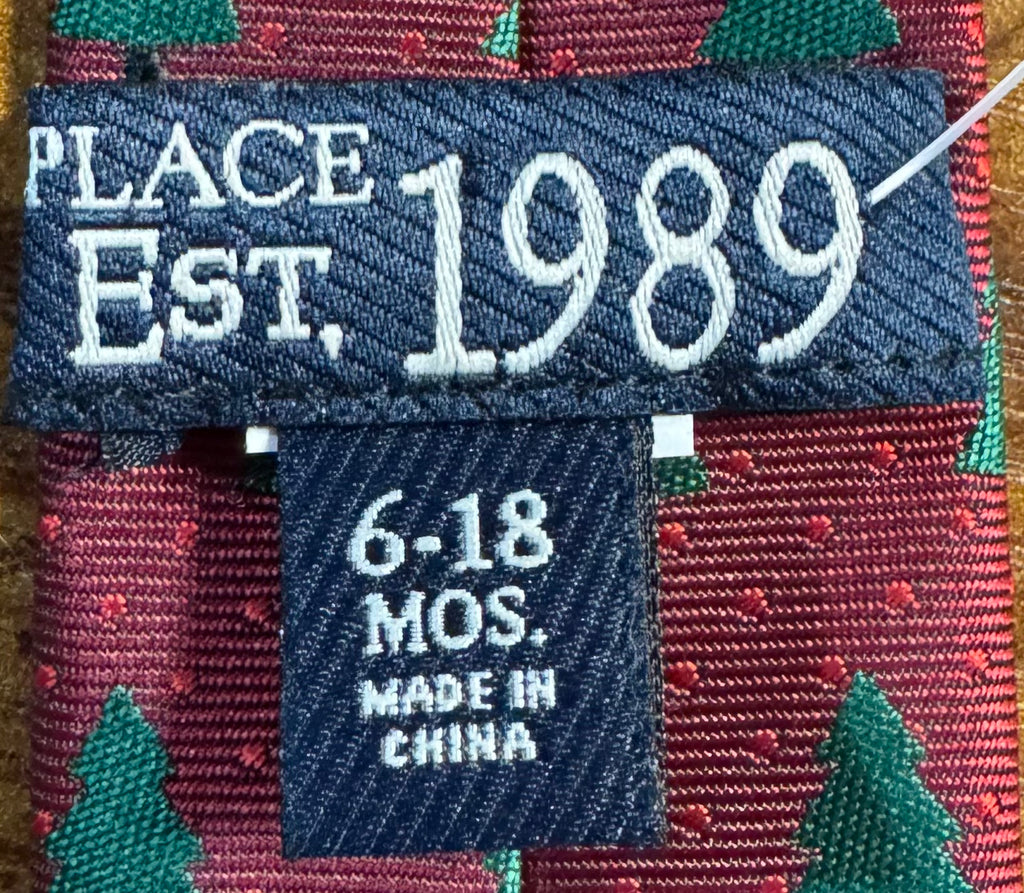 PLACE
EST, 1989
6-18
MOS.
MADE IN
CHINA